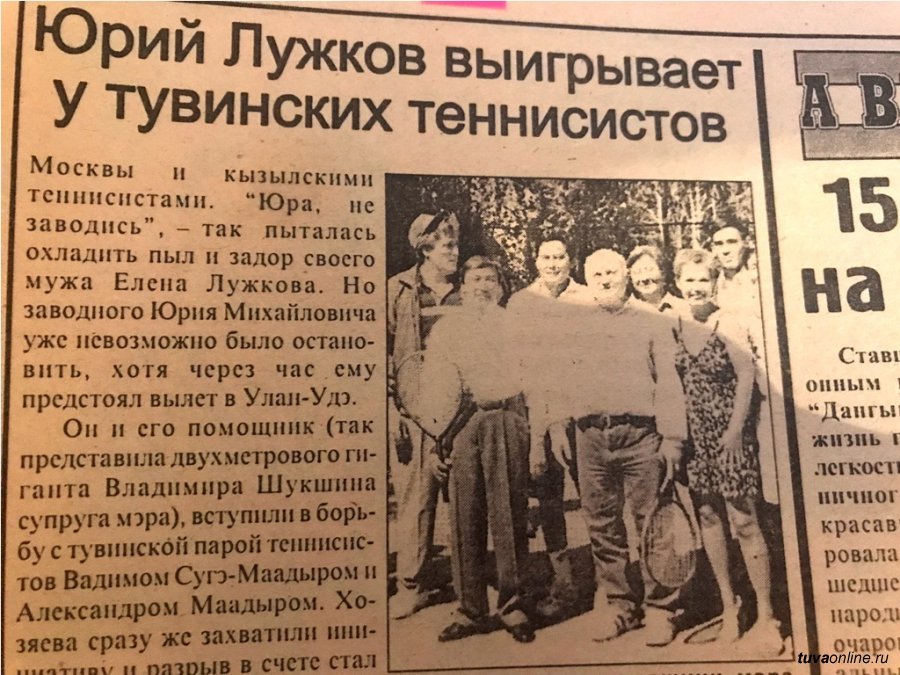 Юрий Лужков выигрывает
у тувинских теннисистов
Москвы и кызылскими
теннисистами. “Юра, не
заводись”, – так пыталась
охладить пыл и задор своего
мужа Елена Лужкова. Но
заводного Юрия Михайловича
уже невозможно было остано-
вить, хотя через час ему
предстоял вылет в Улан-Удэ.
Он и его помощник (так
представила двухметрового ги-
ганта Владимира Шукшина
супруга мэра), вступили в борь-
бу с тувинской парой теннисис-
тов Вадимом Сугэ-Маадыром и
Александром Маадыром. Хо-
зяева сразу же захватили ини-
циативу и разрыв в счете стал
А В
15
на
Ставш
онным
“Дангы
жизнь
легкост
ничного
красав
ровала
шедше
народ
очаров
tuvaonline.ru